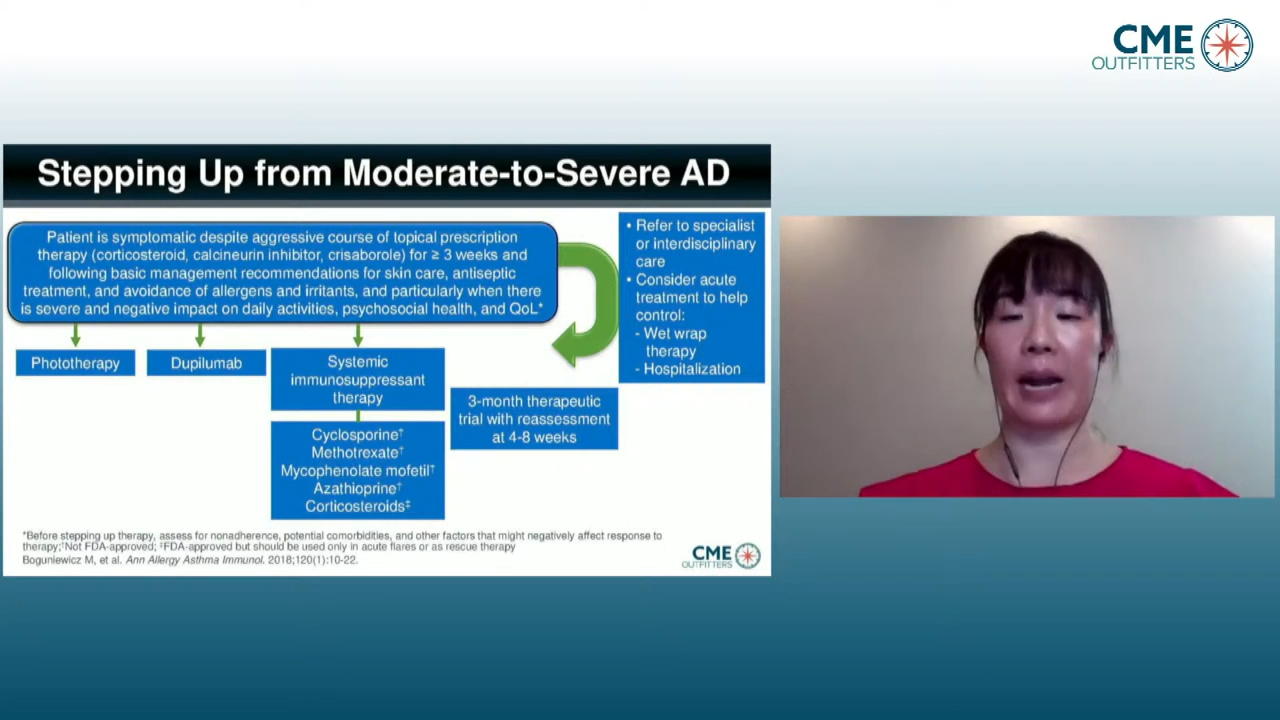 CME
OUTFITTERS
Stepping Up from Moderate-to-Severe AD
Patient is symptomatic despite aggressive course of topical prescription
therapy (corticosteroid, calcineurin inhibitor, crisaborole) for ≥ 3 weeks and
following basic management recommendations for skin care, antiseptic
treatment, and avoidance of allergens and irritants, and particularly when there
is severe and negative impact on daily activities, psychosocial health, and QoL*
• Refer to specialist
or interdisciplinary
care
• Consider acute
treatment to help
control:
- Wet wrap
therapy
- Hospitalization
Phototherapy
Dupilumab
Systemic
immunosuppressant
therapy
3-month therapeutic
trial with reassessment
at 4-8 weeks
Cyclosporine†
Methotrexate†
Mycophenolate mofetil†
Azathioprine†
Corticosteroids‡
*Before stepping up therapy, assess for nonadherence, potential comorbidities, and other factors that might negatively affect response to
therapy;†Not FDA-approved; ‡FDA-approved but should be used only in acute flares or as rescue therapy
Boguniewicz M, et al. Ann Allergy Asthma Immunol. 2018;120(1):10-22.
CME
OUTFITTERS